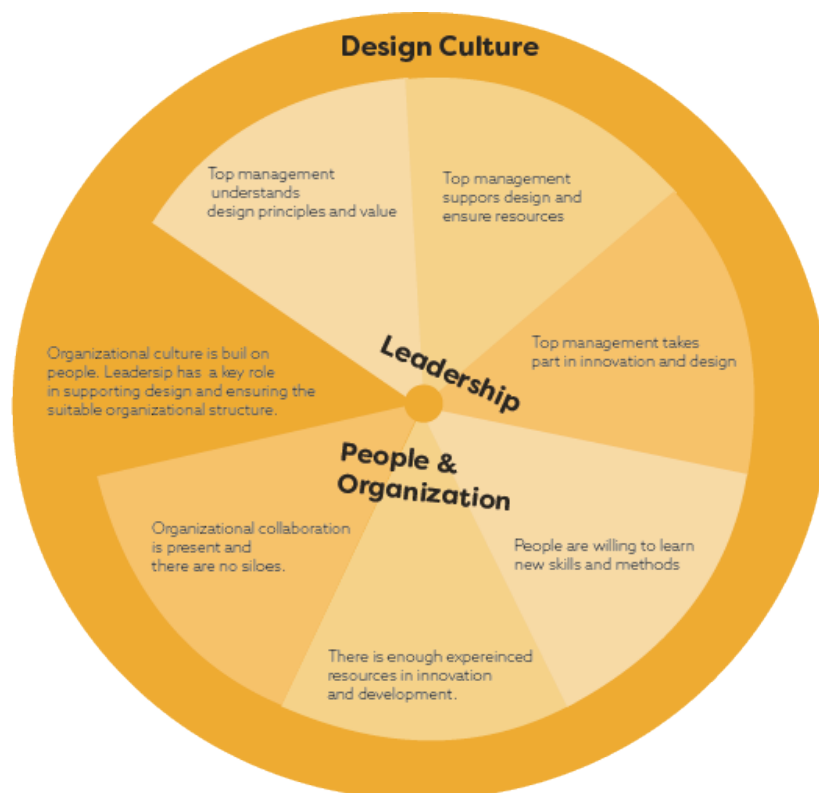 Design Culture
Top management
understands
design principles and value
Top management
suppors design and
ensure resources
Top management takes
part in innovation and design
Leadership
Organizational culture is buil on
people. Leadersip has a key role
in supporting design and ensuring the
suitable organizational structure.
People &
Organization
Organizational collaboration
is present and
there are no siloes.
People are willing to learn
new skills and methods
There is enough expereinced
resources in innovation
and development.